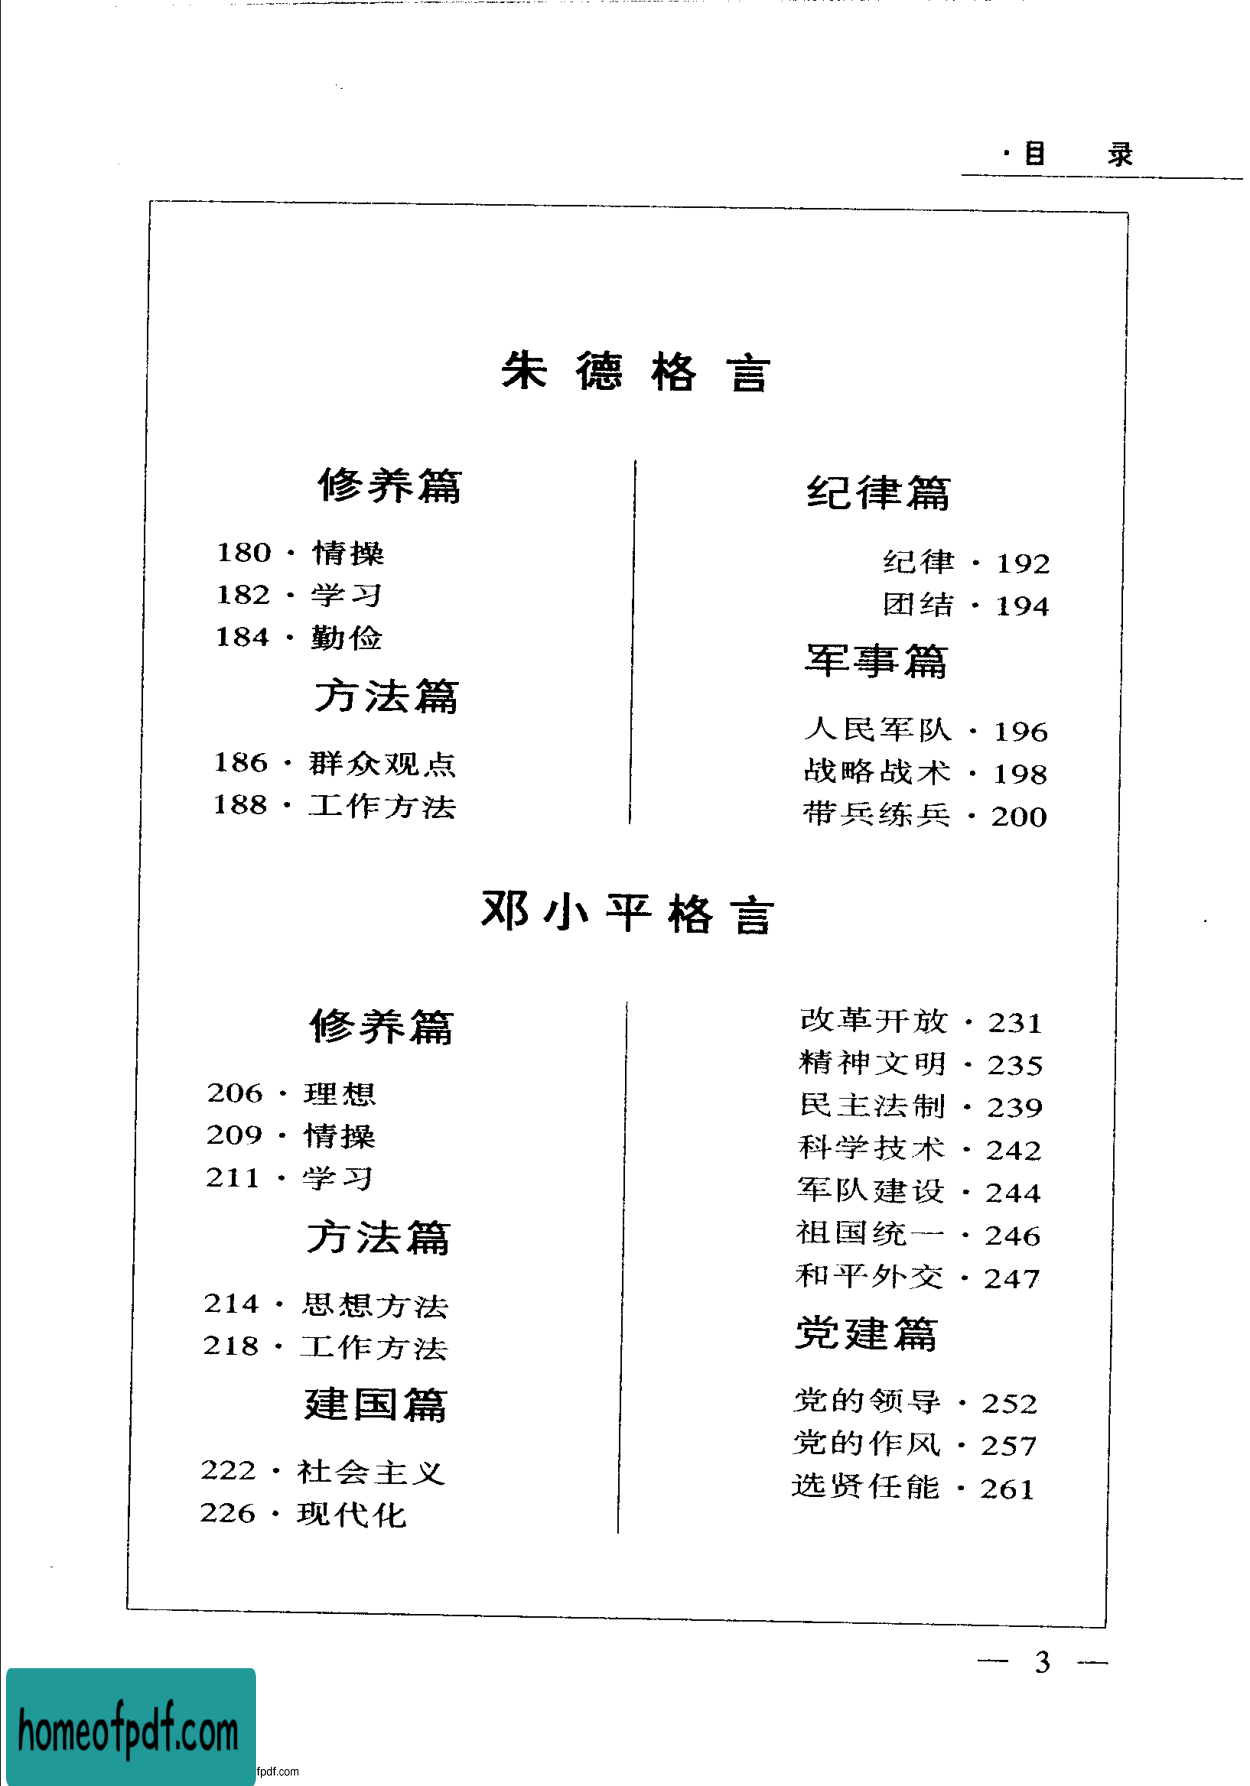 ·目 录
朱德格言
修养篇
180·情操
182·学习
184·勤俭
方法篇
186·群众观点
188·工作方法
纪律篇
纪律·192
团结·194
军事篇
人民军队·196
战略战术·198
带兵练兵·200
邓小平格言
修养篇
206·理想
209·情操
211·学习
方法篇
214·思想方法
218·工作方法
建国篇
222·社会主义
226·现代化
改革开放·231
精神文明·235
民主法制·239
科学技术·242
军队建设·244
祖国统一·246
和平外交·247
党建篇
党的领导·252
党的作风·257
选贤任能·261
— 3 —
homeofpdf.com
fpdf.com